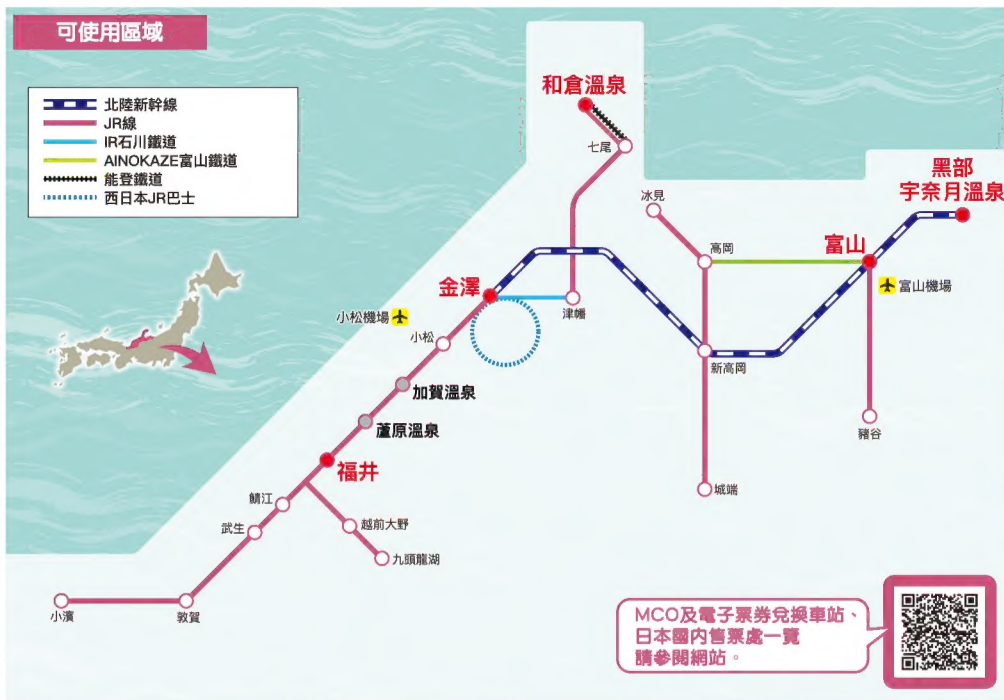 可使用區域
北陸新幹線
JR線
IR石川鐵道
AINOKAZE富山鐵道
能登鐵道
西日本JR巴士
和倉溫泉
七尾
冰見
高岡
富山
黑部
宇奈月溫泉
富山機場
金澤
津幡
小松機場
小松
新高岡
加賀溫泉
蘆原溫泉
豬谷
福井
城端
鯖江
武生
越前大野
九頭龍湖
小濱
敦賀
MCO及電子票券兌換車站、
日本國內售票處一覽
請參閱網站。